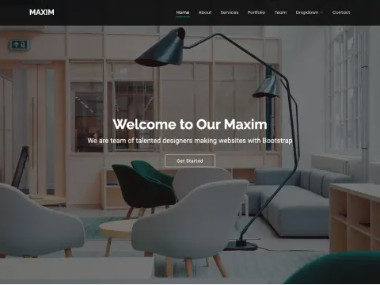 MAXIM
Home About Services Portfolio Team Dropdown Contact
Welcome to Our Maxim
We are team of talented designers making websites with Bootstrap
Get Started